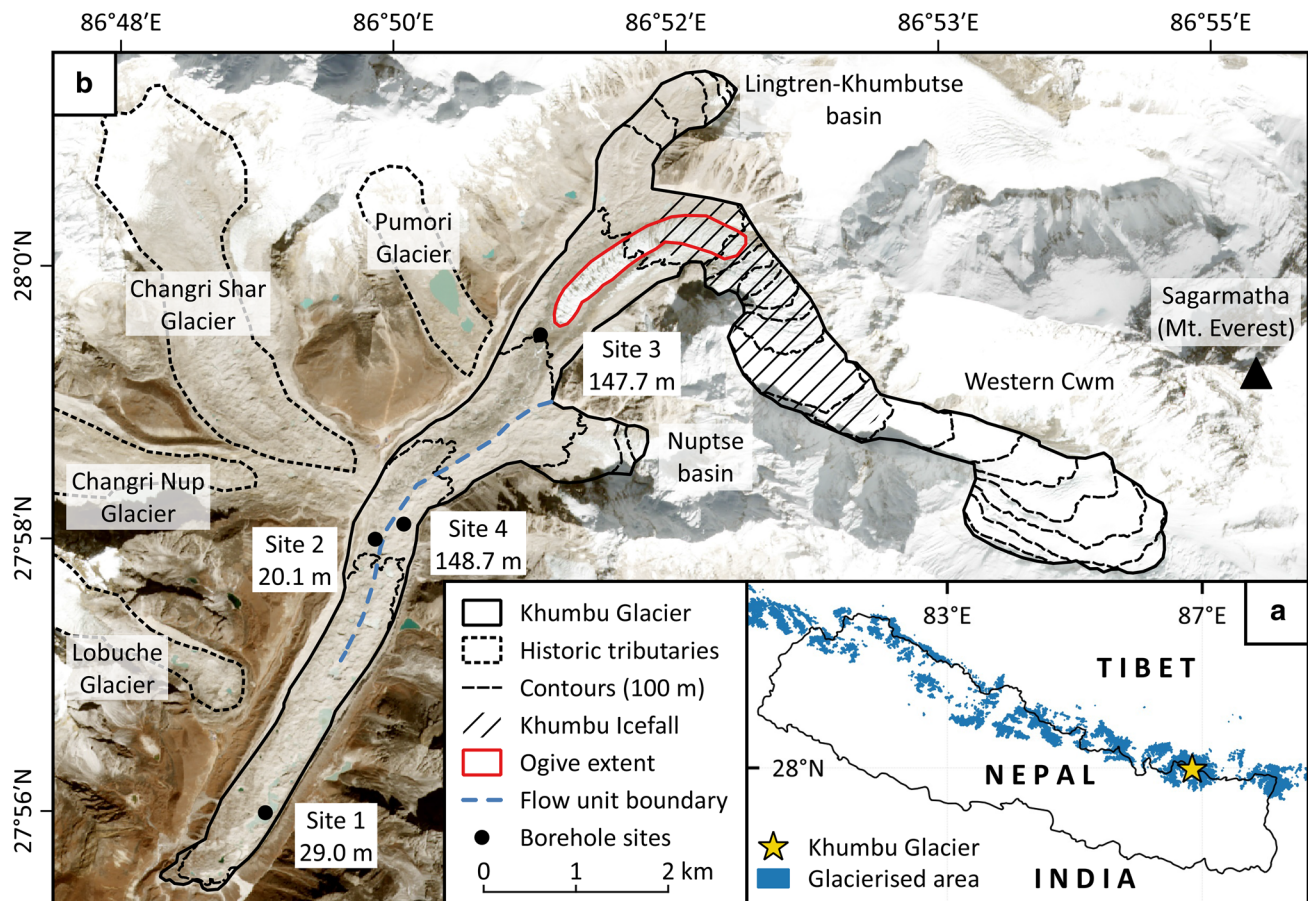 86°48′E
86°50′E
86°52′E
86°53′E
86°55′E
b
Lingtren-Khumbutse
basin
Pumori
Glacier
28°0′N
Changri Shar
Glacier
Sagarmatha
(Mt. Everest)
Site 3
147.7 m
Western Cwm
Nuptse
basin
Changri Nup
Glacier
27°58′N
Site 2
20.1 m
Site 4
148.7 m
Lobuche
Glacier
27°56′N
Site 1
29.0 m
Khumbu Glacier
Historic tributaries
Contours (100 m)
Khumbu Icefall
Ogive extent
Flow unit boundary
Borehole sites
0 1 2 km
83°E
87°E
a
TIBET
28°N
NEPAL
Khumbu Glacier
Glacierised area
INDIA